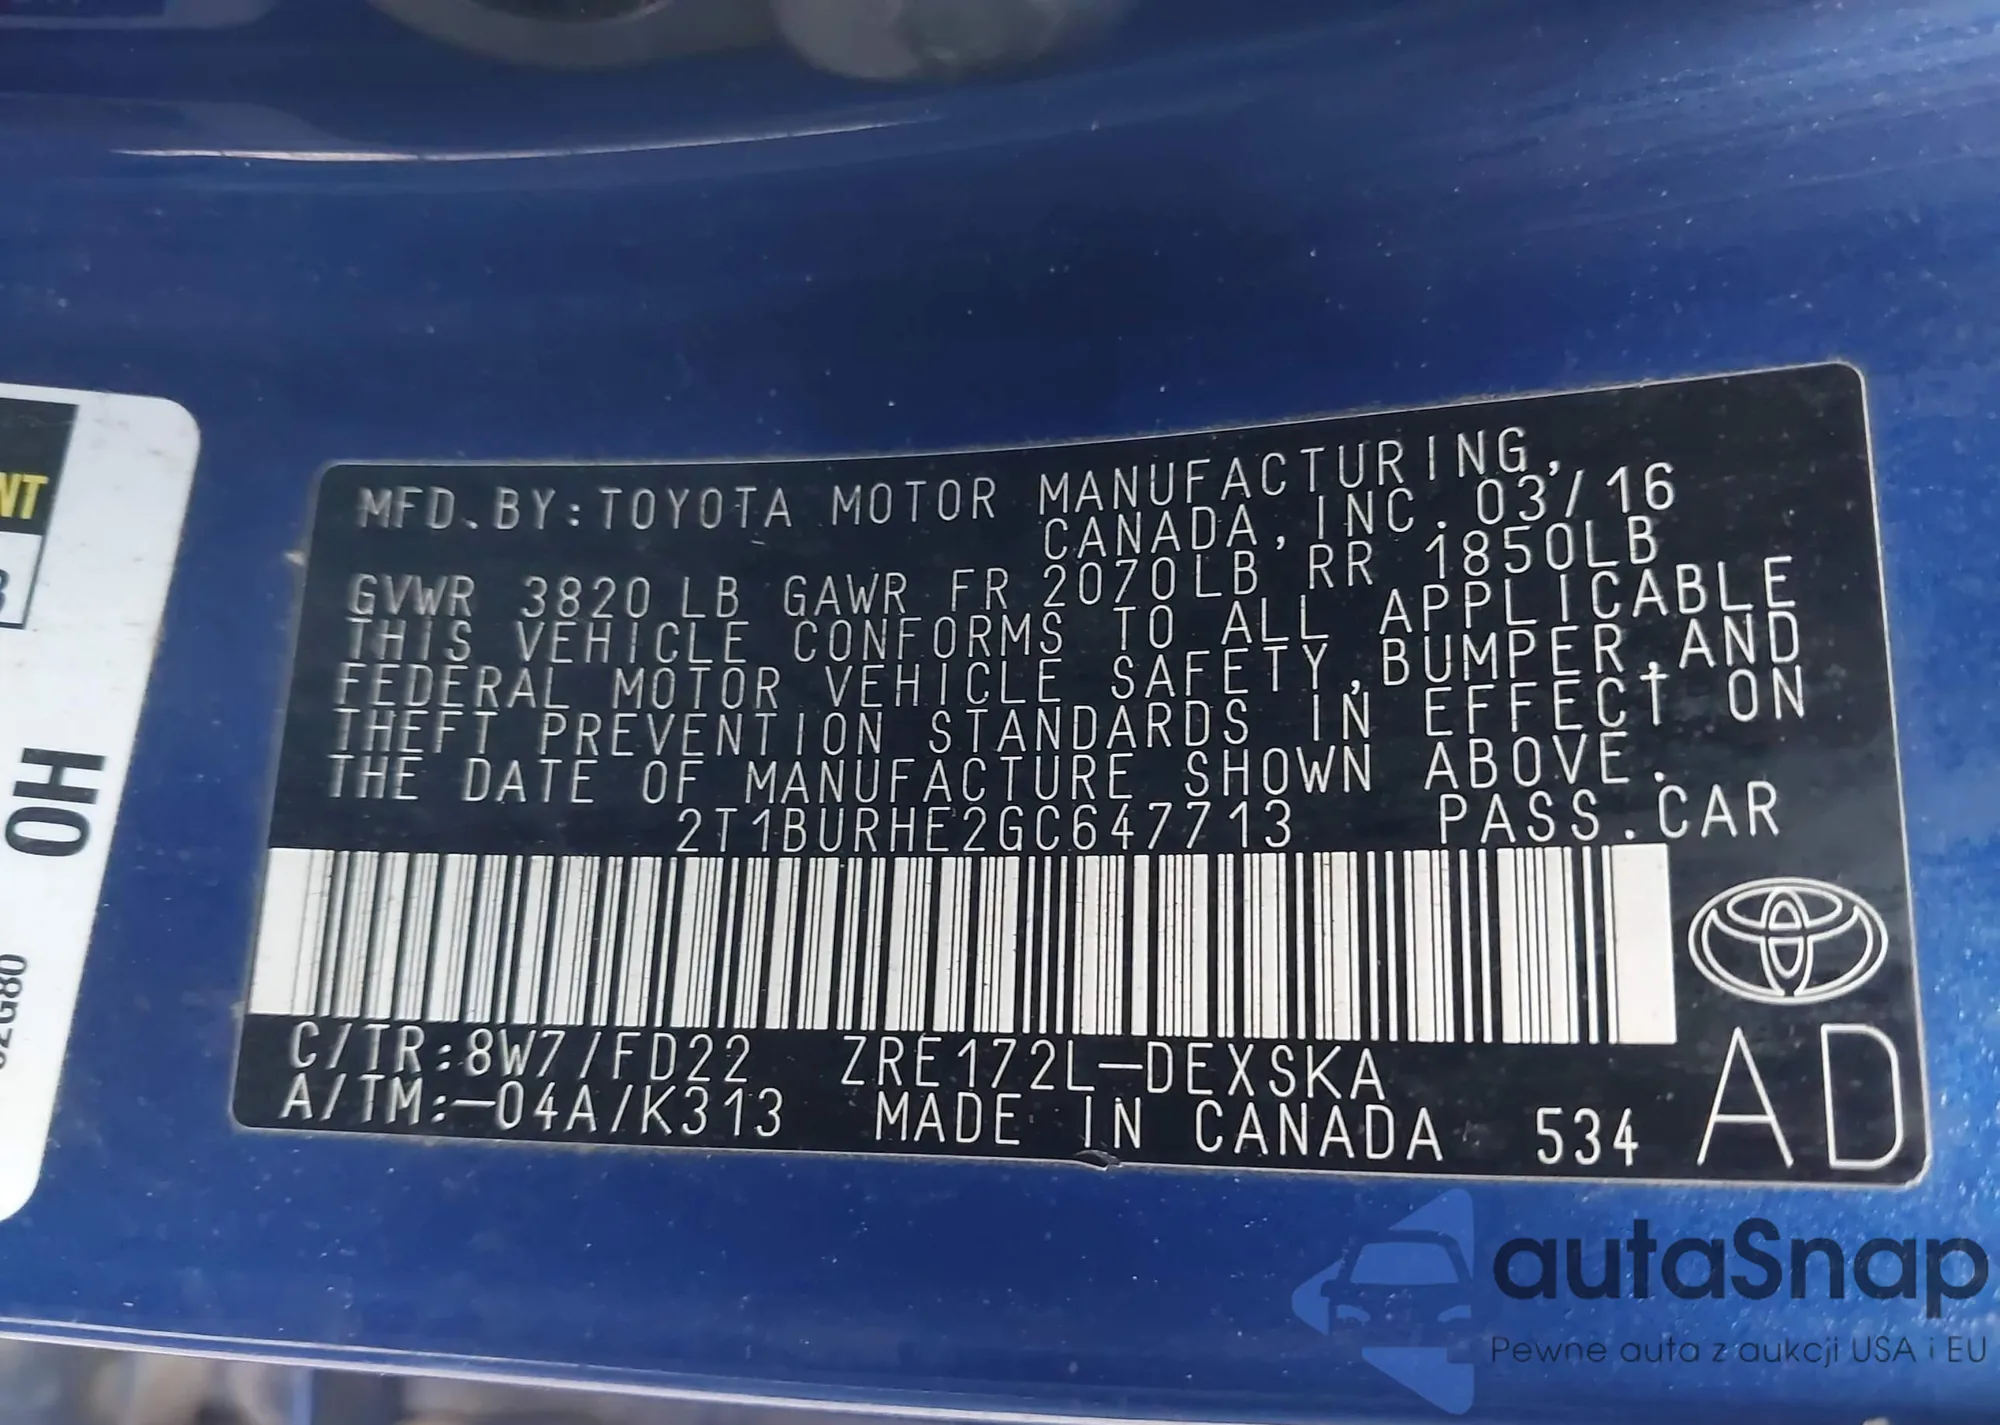 MFD.BY:TOYOTA MOTOR MANUFACTURING,
CANADA, INC. 03/16
GVWR 3820 LB GAWR FR 2070LB RR 1850LB
THIS VEHICLE CONFORMS TO ALL APPLICABLE
FEDERAL MOTOR VEHICLE SAFETY,BUMPER,AND
THEFT PREVENTION STANDARDS IN EFFECT ON
THE DATE OF MANUFACTURE SHOWN ABOVE.
2T1BURHE2GC647713 PASS.CAR
C/TR:8W7/FD22 ZRE172L-DEXSKA
A/TM:-04A/K313 MADE IN CANADA 534
AD
NT
OH
autaSnap
Pewne auta z aukcji USA i EU